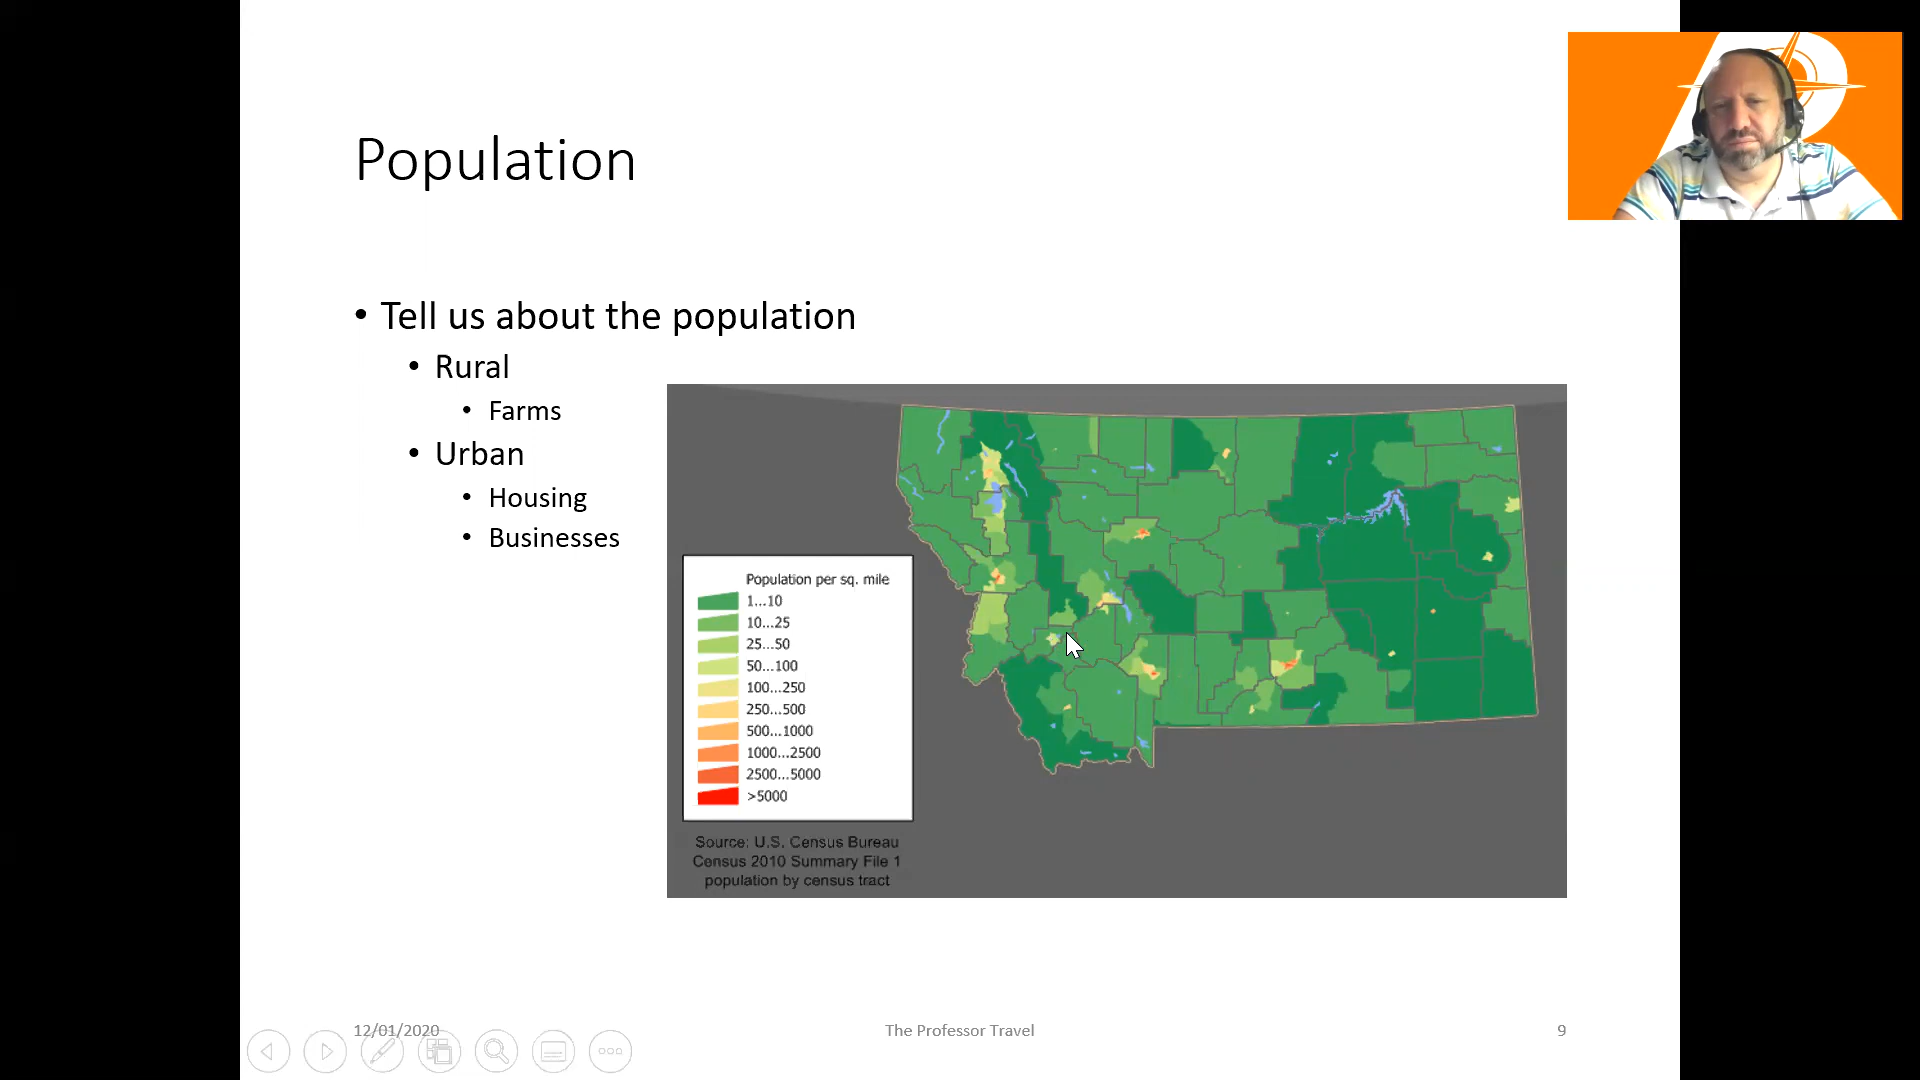 Population
• Tell us about the population
• Rural
• Farms
• Urban
• Housing
• Businesses
Population per sq. mile
1...10
10...25
25...50
50...100
100...250
250...500
500...1000
1000...2500
2500...5000
>5000
Source: U.S. Census Bureau
Census 2010 Summary File 1
population by census tract
12/01/2020
The Professor Travel
9